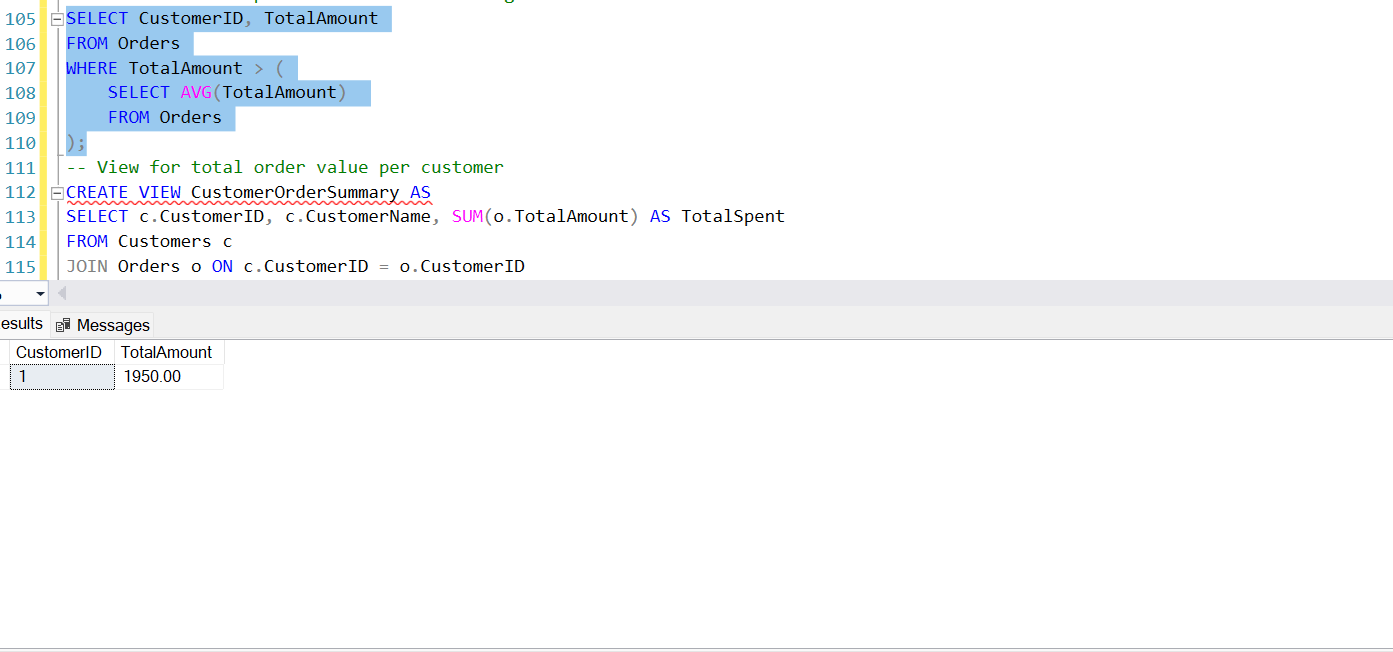 105 SELECT CustomerID, TotalAmount
106 FROM Orders
107 WHERE TotalAmount > (
108     SELECT AVG(TotalAmount)
109     FROM Orders
110 );
111 -- View for total order value per customer
112 CREATE VIEW CustomerOrderSummary AS
113 SELECT c.CustomerID, c.CustomerName, SUM(o.TotalAmount) AS TotalSpent
114 FROM Customers c
115 JOIN Orders o ON c.CustomerID = o.CustomerID
esults Messages
CustomerID TotalAmount
1 1950.00